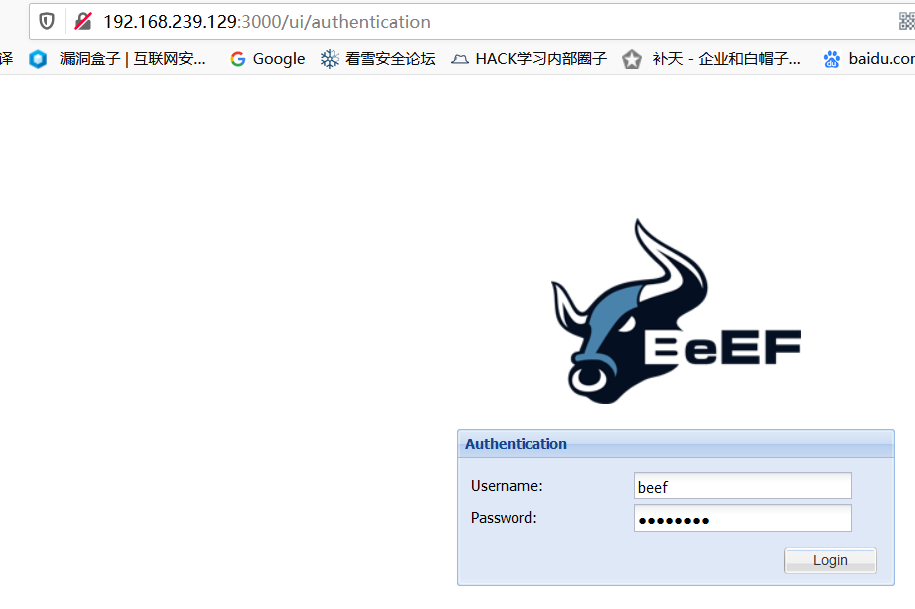 192.168.239.129:3000/ui/authentication
译 漏洞盒子 | 互联网安... Google 看雪安全论坛 HACK学习内部圈子 补天 - 企业和白帽子... baidu.com
BeEF
Authentication
Username: beef
Password: ●●●●●●●●
Login